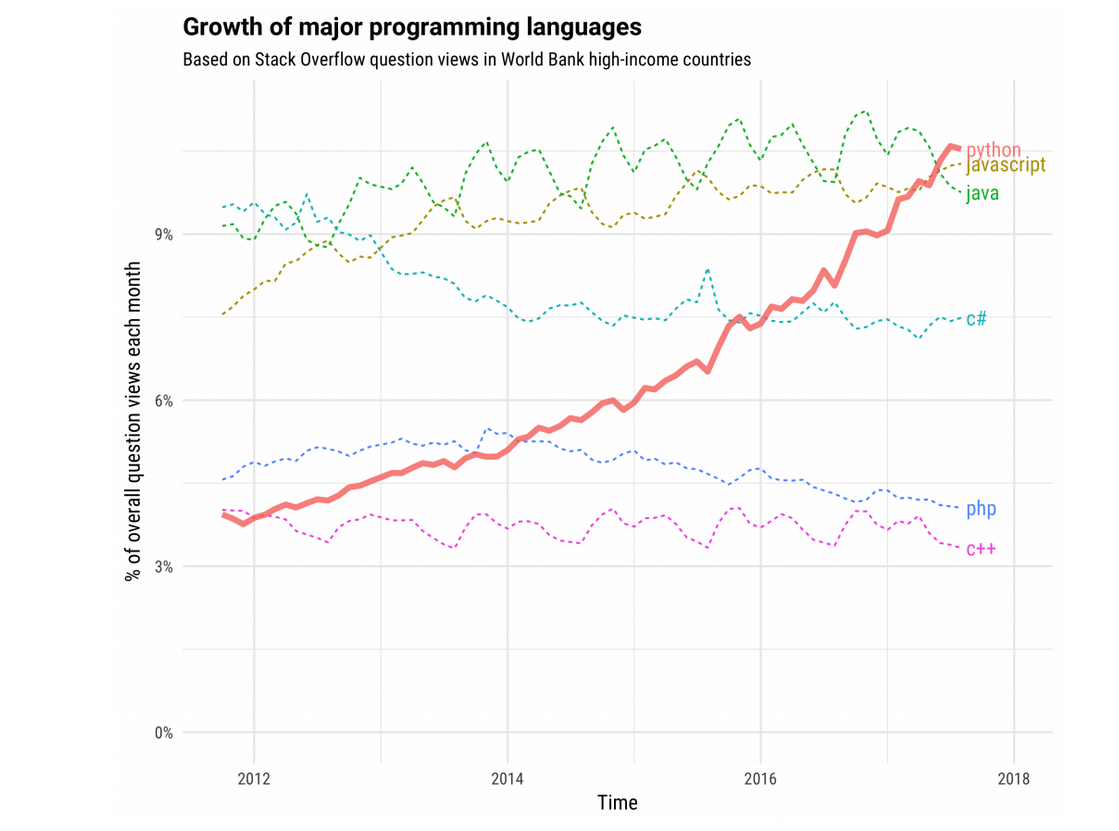 Growth of major programming languages
Based on Stack Overflow question views in World Bank high-income countries
% of overall question views each month
9%
6%
3%
0%
python
javascript
java
c#
php
c++
2012
2014
2016
2018
Time